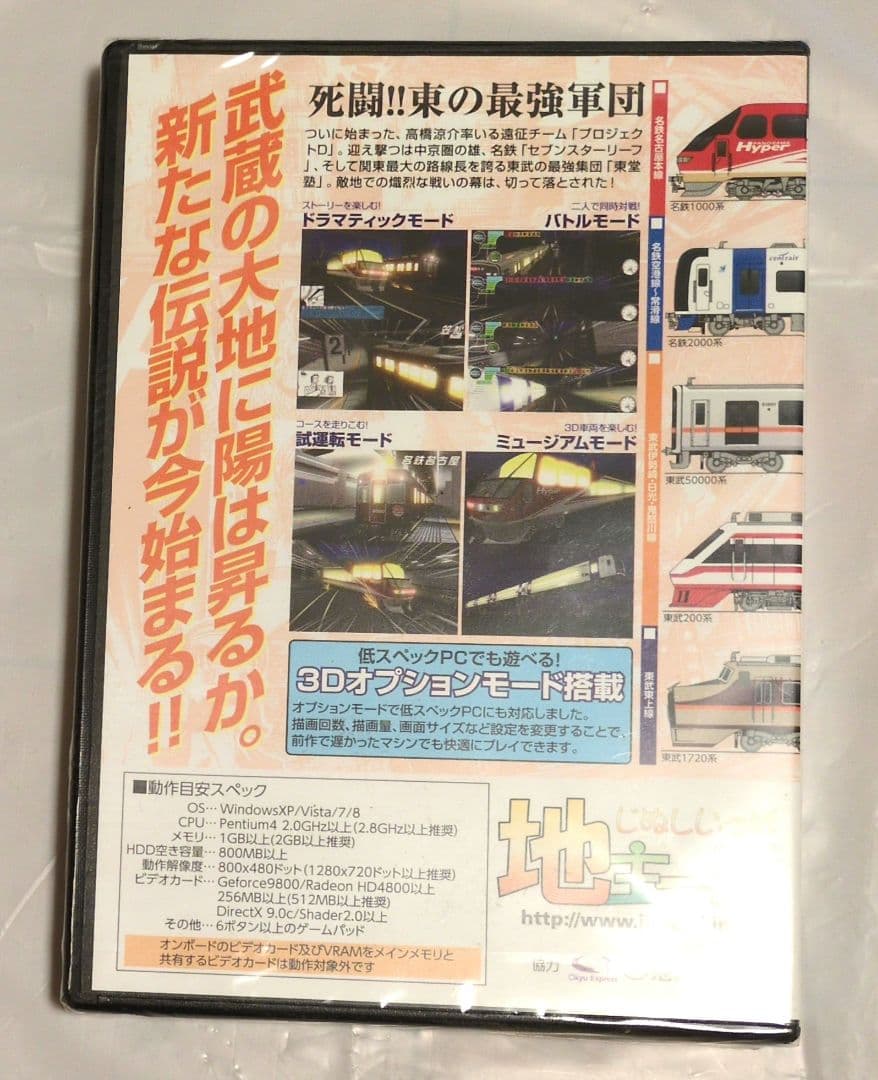 武蔵の大地に陽は昇るか。
新たな伝説が今始まる!!
死闘!!東の最強軍団
ついに始まった、高橋涼介率いる遠征チーム「プロジェク
トD」。迎え撃つは中京圏の雄、名鉄「セブンスターリーフ
」、そして関東最大の路線長を誇る東武の最強集団「東堂
塾」。敵地での熾烈な戦いの幕は、切って落とされた!
ストーリーを楽しむ!
ドラマティックモード
二人で同時対戦!
バトルモード
コースを走りこむ!
試運転モード
名鉄名古屋
3D車両を楽しむ!
ミュージアムモード
低スペックPCでも遊べる!
3Dオプションモード搭載
オプションモードで低スペックPCにも対応しました。
描画回数、描画量、画面サイズなど設定を変更することで、
前作で遅かったマシンでも快適にプレイできます。
名鉄名古屋本線
Hyper
名鉄1000系
名鉄空港線~常滑線
centrair
名鉄2000系
東武伊勢崎・日光・鬼怒川線
東武50000系
東武200系
東武東上線
東武1720系
■動作目安スペック
OS…WindowsXP/Vista/7/8
CPU…Pentium4 2.0GHz以上(2.8GHz以上推奨)
メモリ…1GB以上(2GB以上推奨)
HDD空き容量…800MB以上
動作解像度…800x480ドット(1280x720ドット以上推奨)
ビデオカード…Geforce9800/Radeon HD4800以上
256MB以上(512MB以上推奨)
DirectX 9.0c/Shader2.0以上
その他…6ボタン以上のゲームパッド
オンボードのビデオカード及びVRAMをメインメモリと
共有するビデオカードは動作対象外です
じぬしっ
地主
http://www.
協力